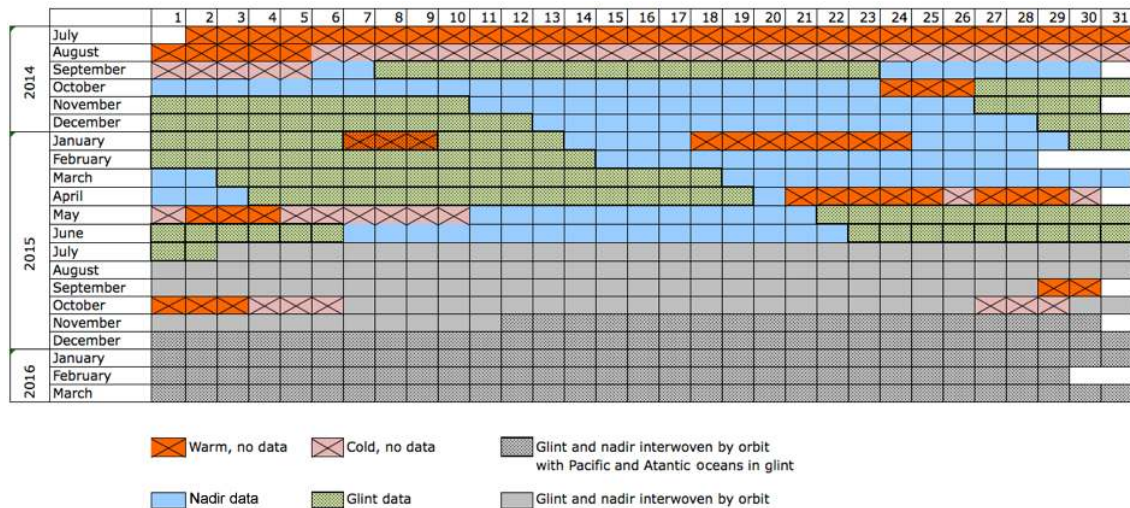 1 2 3 4 5 6 7 8 9 10 11 12 13 14 15 16 17 18 19 20 21 22 23 24 25 26 27 28 29 30 31
2014
July
August
September
October
November
December
2015
January
February
March
April
May
June
July
August
September
October
November
December
2016
January
February
March
Warm, no data
Cold, no data
Glint and nadir interwoven by orbit
with Pacific and Atantic oceans in glint
Nadir data
Glint data
Glint and nadir interwoven by orbit